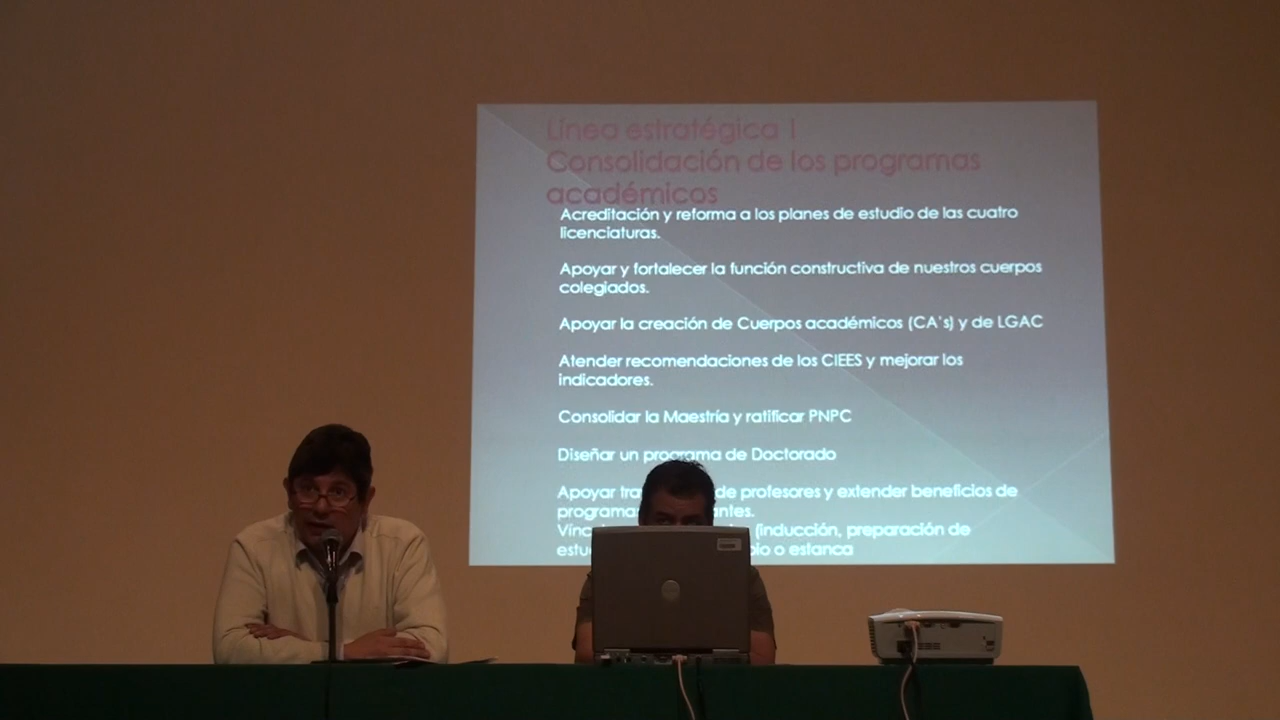 Línea estratégica I
Consolidación de los programas
académicos
Acreditación y reforma a los planes de estudio de las cuatro
licenciaturas.
Apoyar y fortalecer la función constructiva de nuestros cuerpos
colegiados.
Apoyar la creación de Cuerpos académicos (CA's) y de LGAC
Atender recomendaciones de los CIEES y mejorar los
indicadores.
Consolidar la Maestría y ratificar PNPC
Diseñar un programa de Doctorado
Apoyar de profesores y extender beneficios de
(inducción, preparación de
o estanca